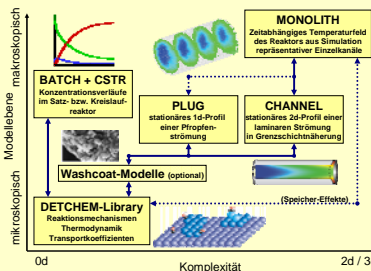 MONOLITH
Zeitabhängiges Temperaturfeld
des Reaktors aus Simulation
repräsentativer Einzelkanäle
makroskopisch
BATCH + CSTR
Konzentrationsverläufe
im Satz- bzw. Kreislauf-
reaktor
PLUG
stationäres 1d-Profil
einer Pfropfen-
strömung
CHANNEL
stationäres 2d-Profil einer
laminaren Strömung
in Grenzschichtnäherung
Modellebene
Washcoat-Modelle (optional)
(Speicher-Effekte)
mikroskopisch
DETCHEM-Library
Reaktionsmechanismen
Thermodynamik
Transportkoeffizienten
0d
Komplexität
2d / 3